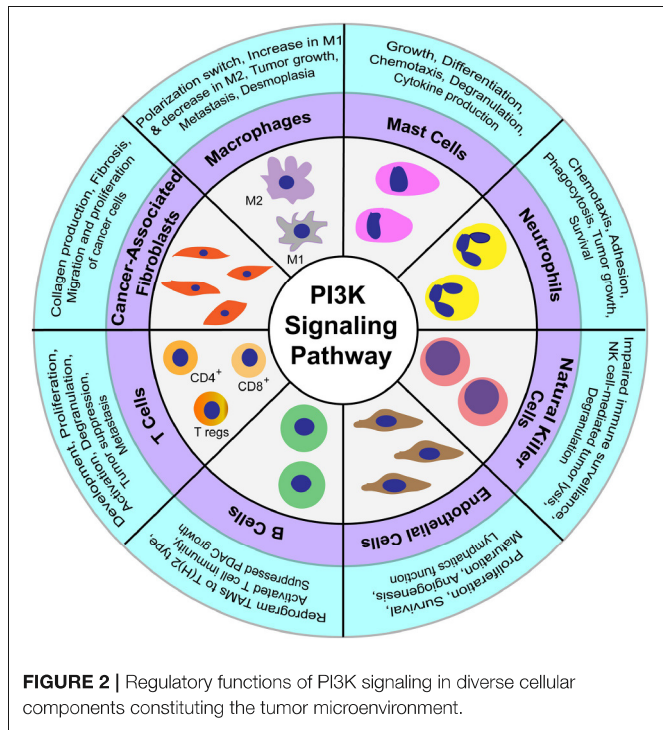 Polarization switch, Increase in M1
& decrease in M2, Tumor growth,
Metastasis, Desmoplasia
Macrophages
M2
M1
Growth, Differentiation,
Chemotaxis, Degranulation,
Cytokine production
Mast Cells
Chemotaxis, Adhesion,
Phagocytosis, Tumor growth,
Survival
Neutrophils
Impaired immune surveillance,
NK cell-mediated tumor lysis,
Degranulation
Natural Killer
Cells
Proliferation, Survival,
Maturation, Angiogenesis,
Lymphatics function
Endothelial Cells
Reprogram TAMs to T(H)2 type,
Activated T cell immunity,
Suppressed PDAC growth
B Cells
Development, Proliferation,
Activation, Degranulation,
Tumor suppression,
Metastasis
T Cells
CD4+
CD8+
T regs
Collagen production, Fibrosis,
Migration and proliferation
of cancer cells
Cancer-Associated
Fibroblasts
PI3K
Signaling
Pathway
FIGURE 2 | Regulatory functions of PI3K signaling in diverse cellular
components constituting the tumor microenvironment.